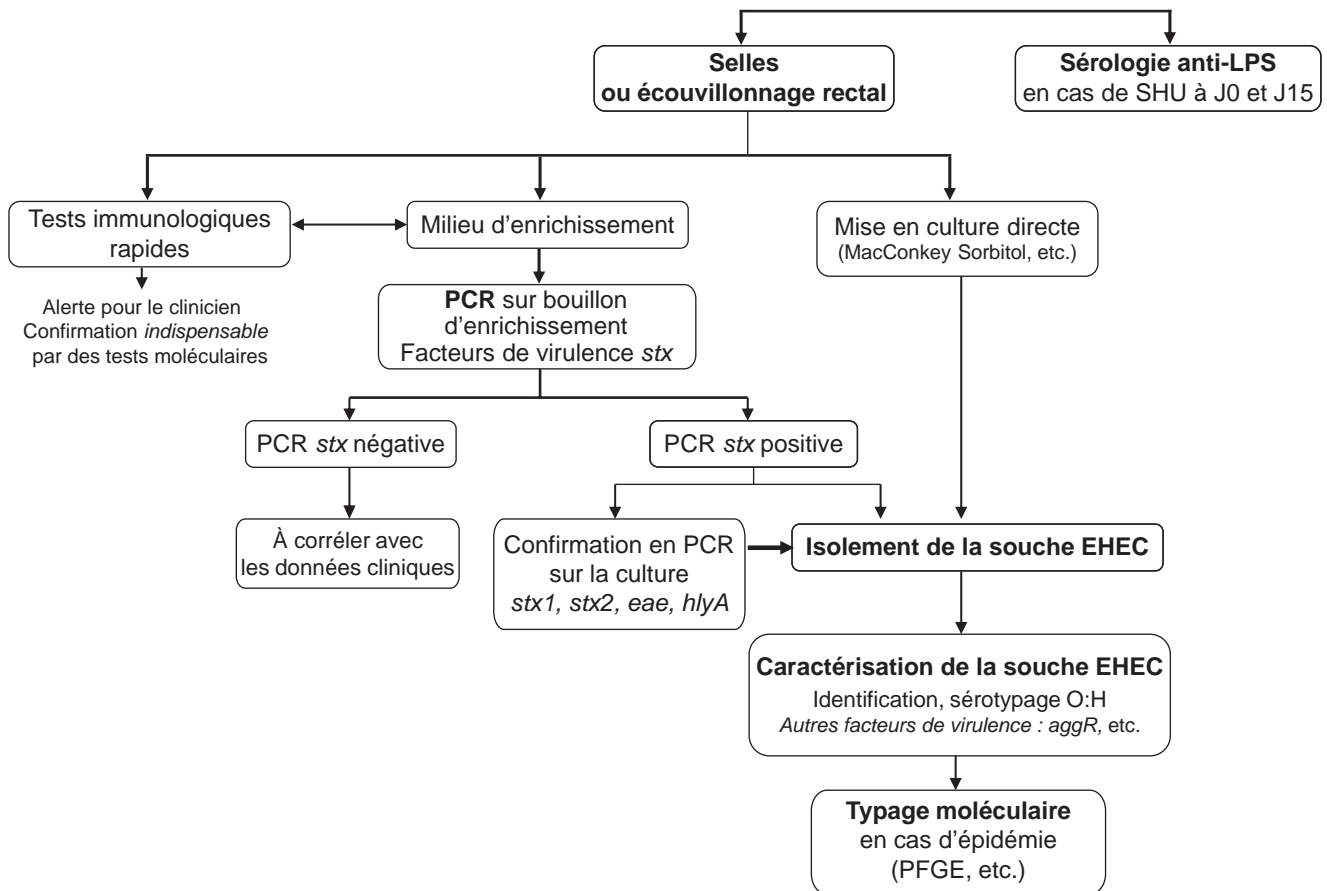 Selles
ou écouvillonnage rectal
Sérologie anti-LPS
en cas de SHU à J0 et J15
Tests immunologiques
rapides
Milieu d'enrichissement
Mise en culture directe
(MacConkey Sorbitol, etc.)
Alerte pour le clinicien
Confirmation indispensable
par des tests moléculaires
PCR sur bouillon
d'enrichissement
Facteurs de virulence stx
PCR stx négative
PCR stx positive
À corréler avec
les données cliniques
Confirmation en PCR
sur la culture
stx1, stx2, eae, hlyA
Isolement de la souche EHEC
Caractérisation de la souche EHEC
Identification, sérotypage O:H
Autres facteurs de virulence : aggR, etc.
Typage moléculaire
en cas d'épidémie
(PFGE, etc.)